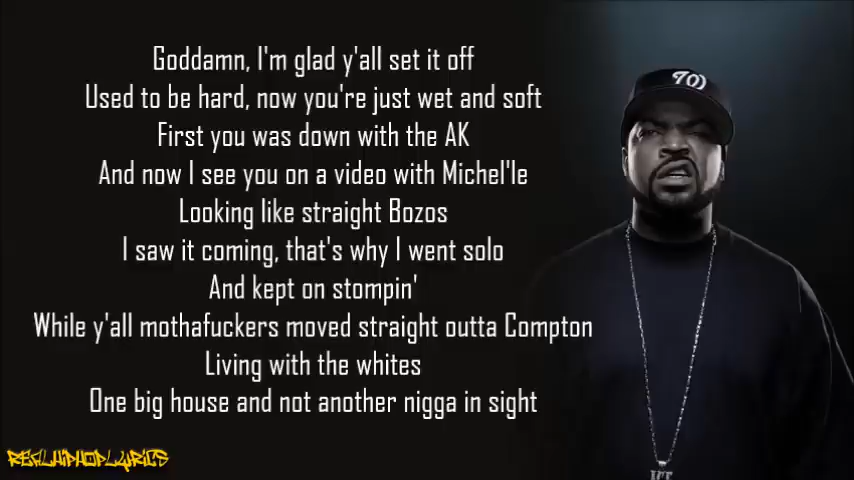 Goddamn, I'm glad y'all set it off
Used to be hard, now you're just wet and soft
First you was down with the AK
And now I see you on a video with Michel'le
Looking like straight Bozos
I saw it coming, that's why I went solo
And kept on stompin'
While y'all mothafuckers moved straight outta Compton
Living with the whites
One big house and not another nigga in sight
REALHIPHOPLYRICS